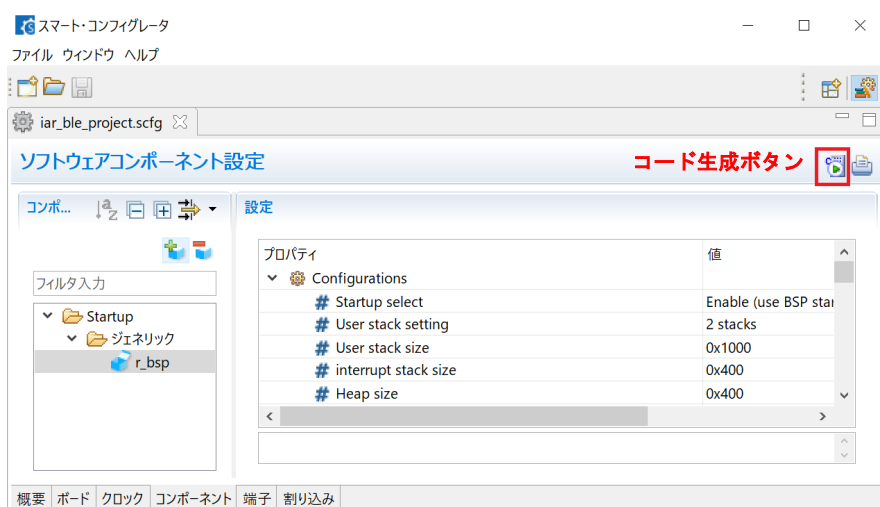 スマート・コンフィグレータ
ファイル ウィンドウ ヘルプ
iar_ble_project.scfg
ソフトウェアコンポーネント設定
コード生成ボタン
コンポ...
設定
フィルタ入力
Startup
ジェネリック
r_bsp
プロパティ 値
Configurations
Startup select Enable (use BSP star
User stack setting 2 stacks
User stack size 0x1000
interrupt stack size 0x400
Heap size 0x400
概要 ボード クロック コンポーネント 端子 割り込み